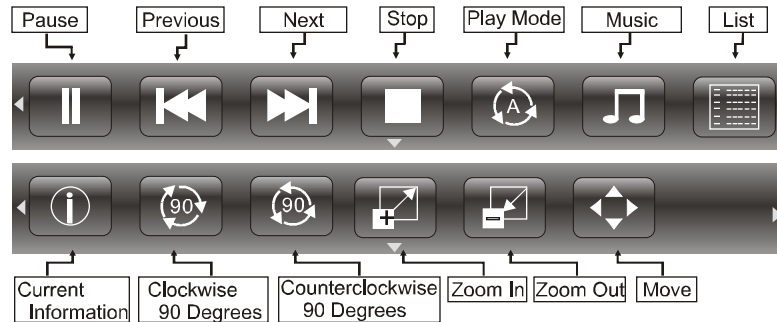 Pause Previous Next Stop Play Mode Music List
A
90 90
Current Clockwise Counterclockwise Zoom In Zoom Out Move
Information 90 Degrees 90 Degrees